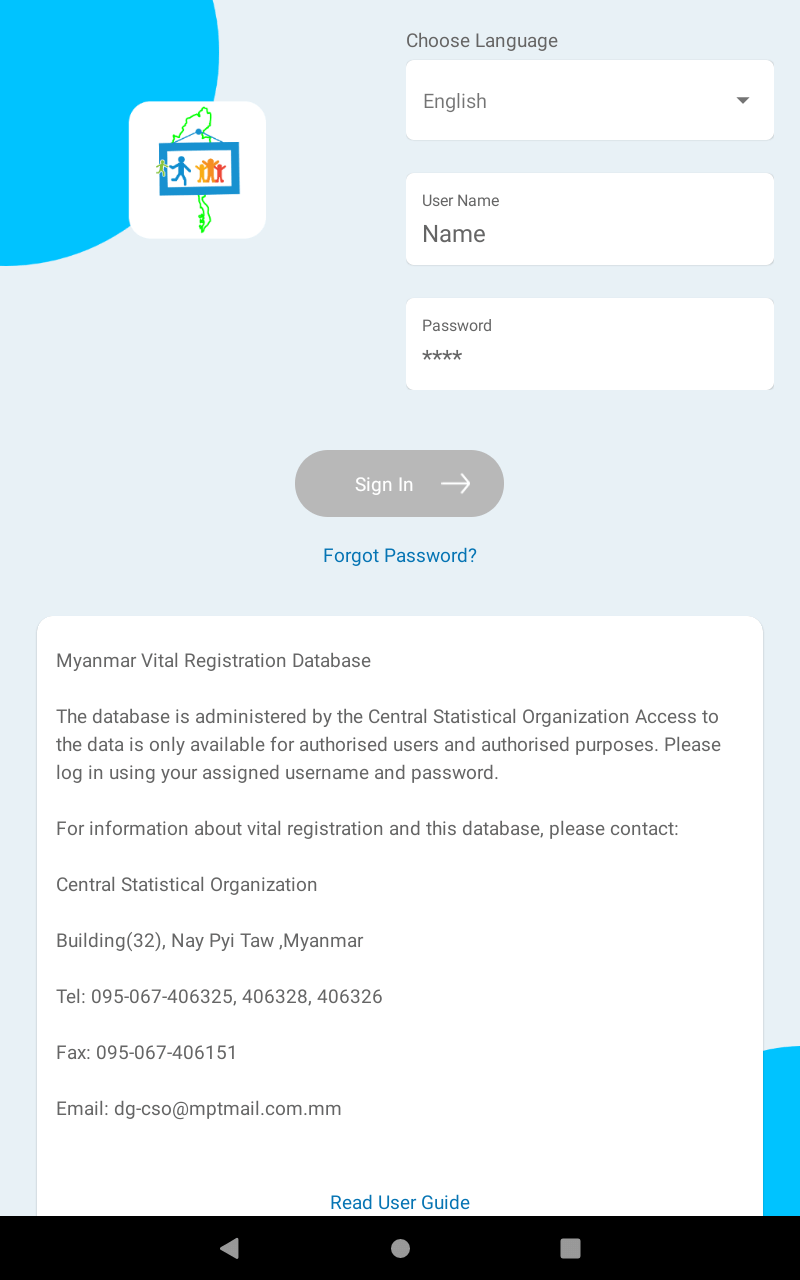 Choose Language
English
User Name
Name
Password
****
Sign In
Forgot Password?
Myanmar Vital Registration Database
The database is administered by the Central Statistical Organization Access to
the data is only available for authorised users and authorised purposes. Please
log in using your assigned username and password.
For information about vital registration and this database, please contact:
Central Statistical Organization
Building(32), Nay Pyi Taw ,Myanmar
Tel: 095-067-406325, 406328, 406326
Fax: 095-067-406151
Email: dg-cso@mptmail.com.mm
Read User Guide